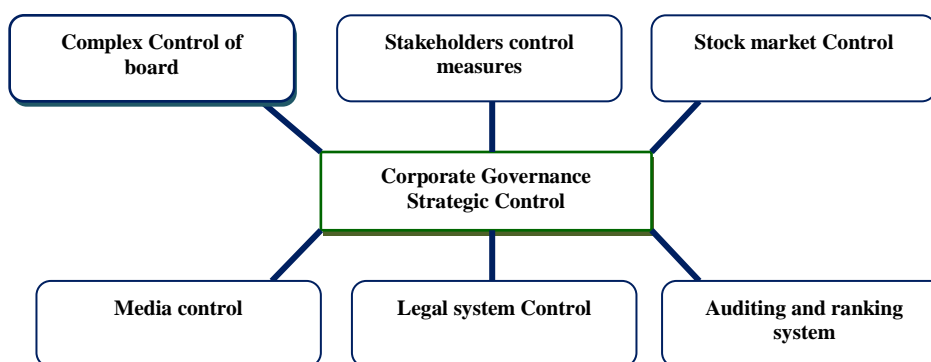 Complex Control of
board
Stakeholders control
measures
Stock market Control
Corporate Governance
Strategic Control
Media control
Legal system Control
Auditing and ranking
system